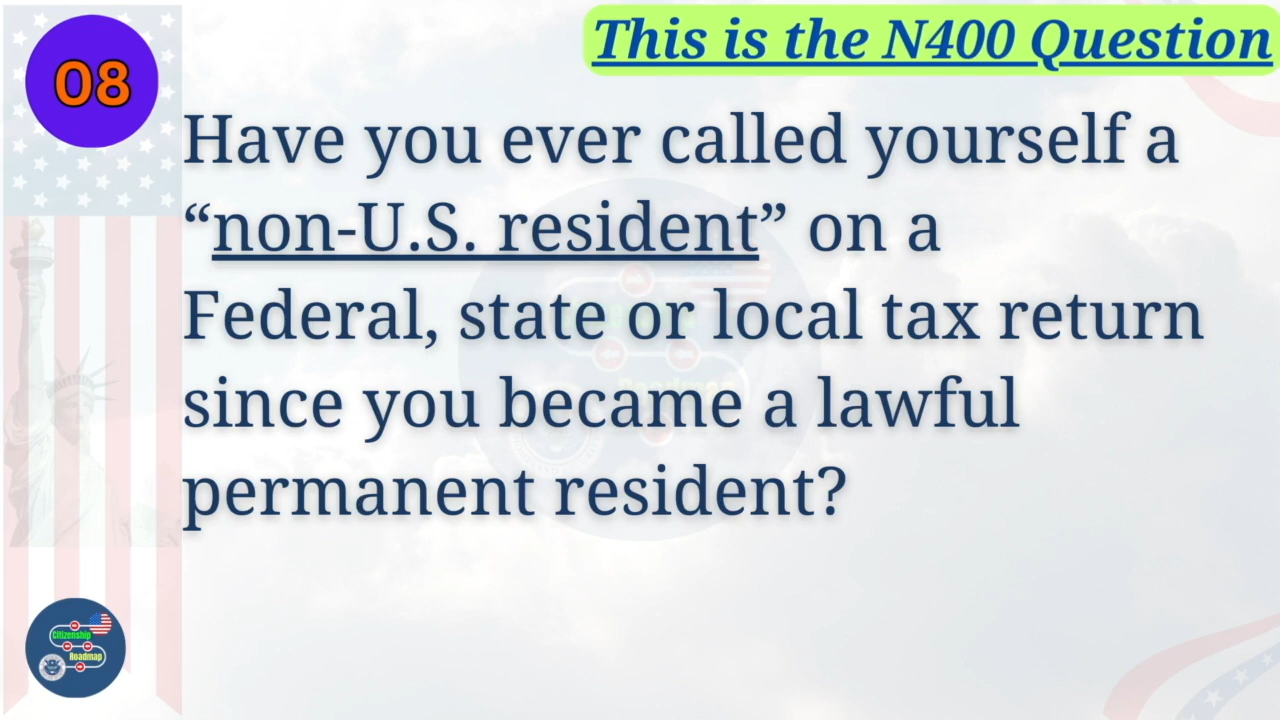 08
This is the N400 Question
Have you ever called yourself a
“non-U.S. resident” on a
Federal, state or local tax return
since you became a lawful
permanent resident?
Citizenship
Roadmap